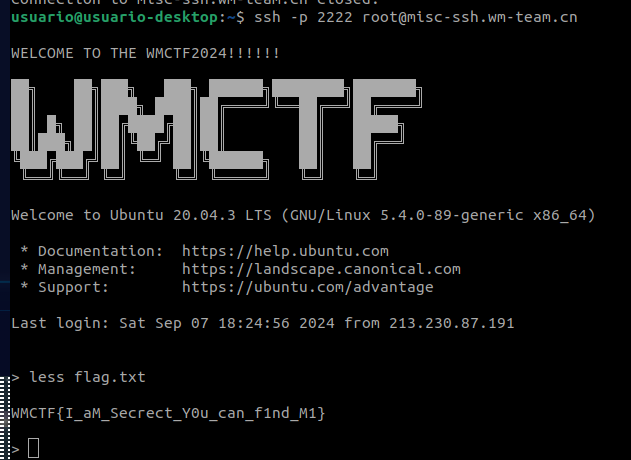 Connection to misc-ssh.wm-team.cn closed.
usuario@usuario-desktop:~$ ssh -p 2222 root@misc-ssh.wm-team.cn
WELCOME TO THE WMCTF2024!!!!!!
WMCTF
Welcome to Ubuntu 20.04.3 LTS (GNU/Linux 5.4.0-89-generic x86_64)
* Documentation: https://help.ubuntu.com
* Management: https://landscape.canonical.com
* Support: https://ubuntu.com/advantage
Last login: Sat Sep 07 18:24:56 2024 from 213.230.87.191
> less flag.txt
WMCTF{I_aM_Secrect_Y0u_can_f1nd_M1}
>